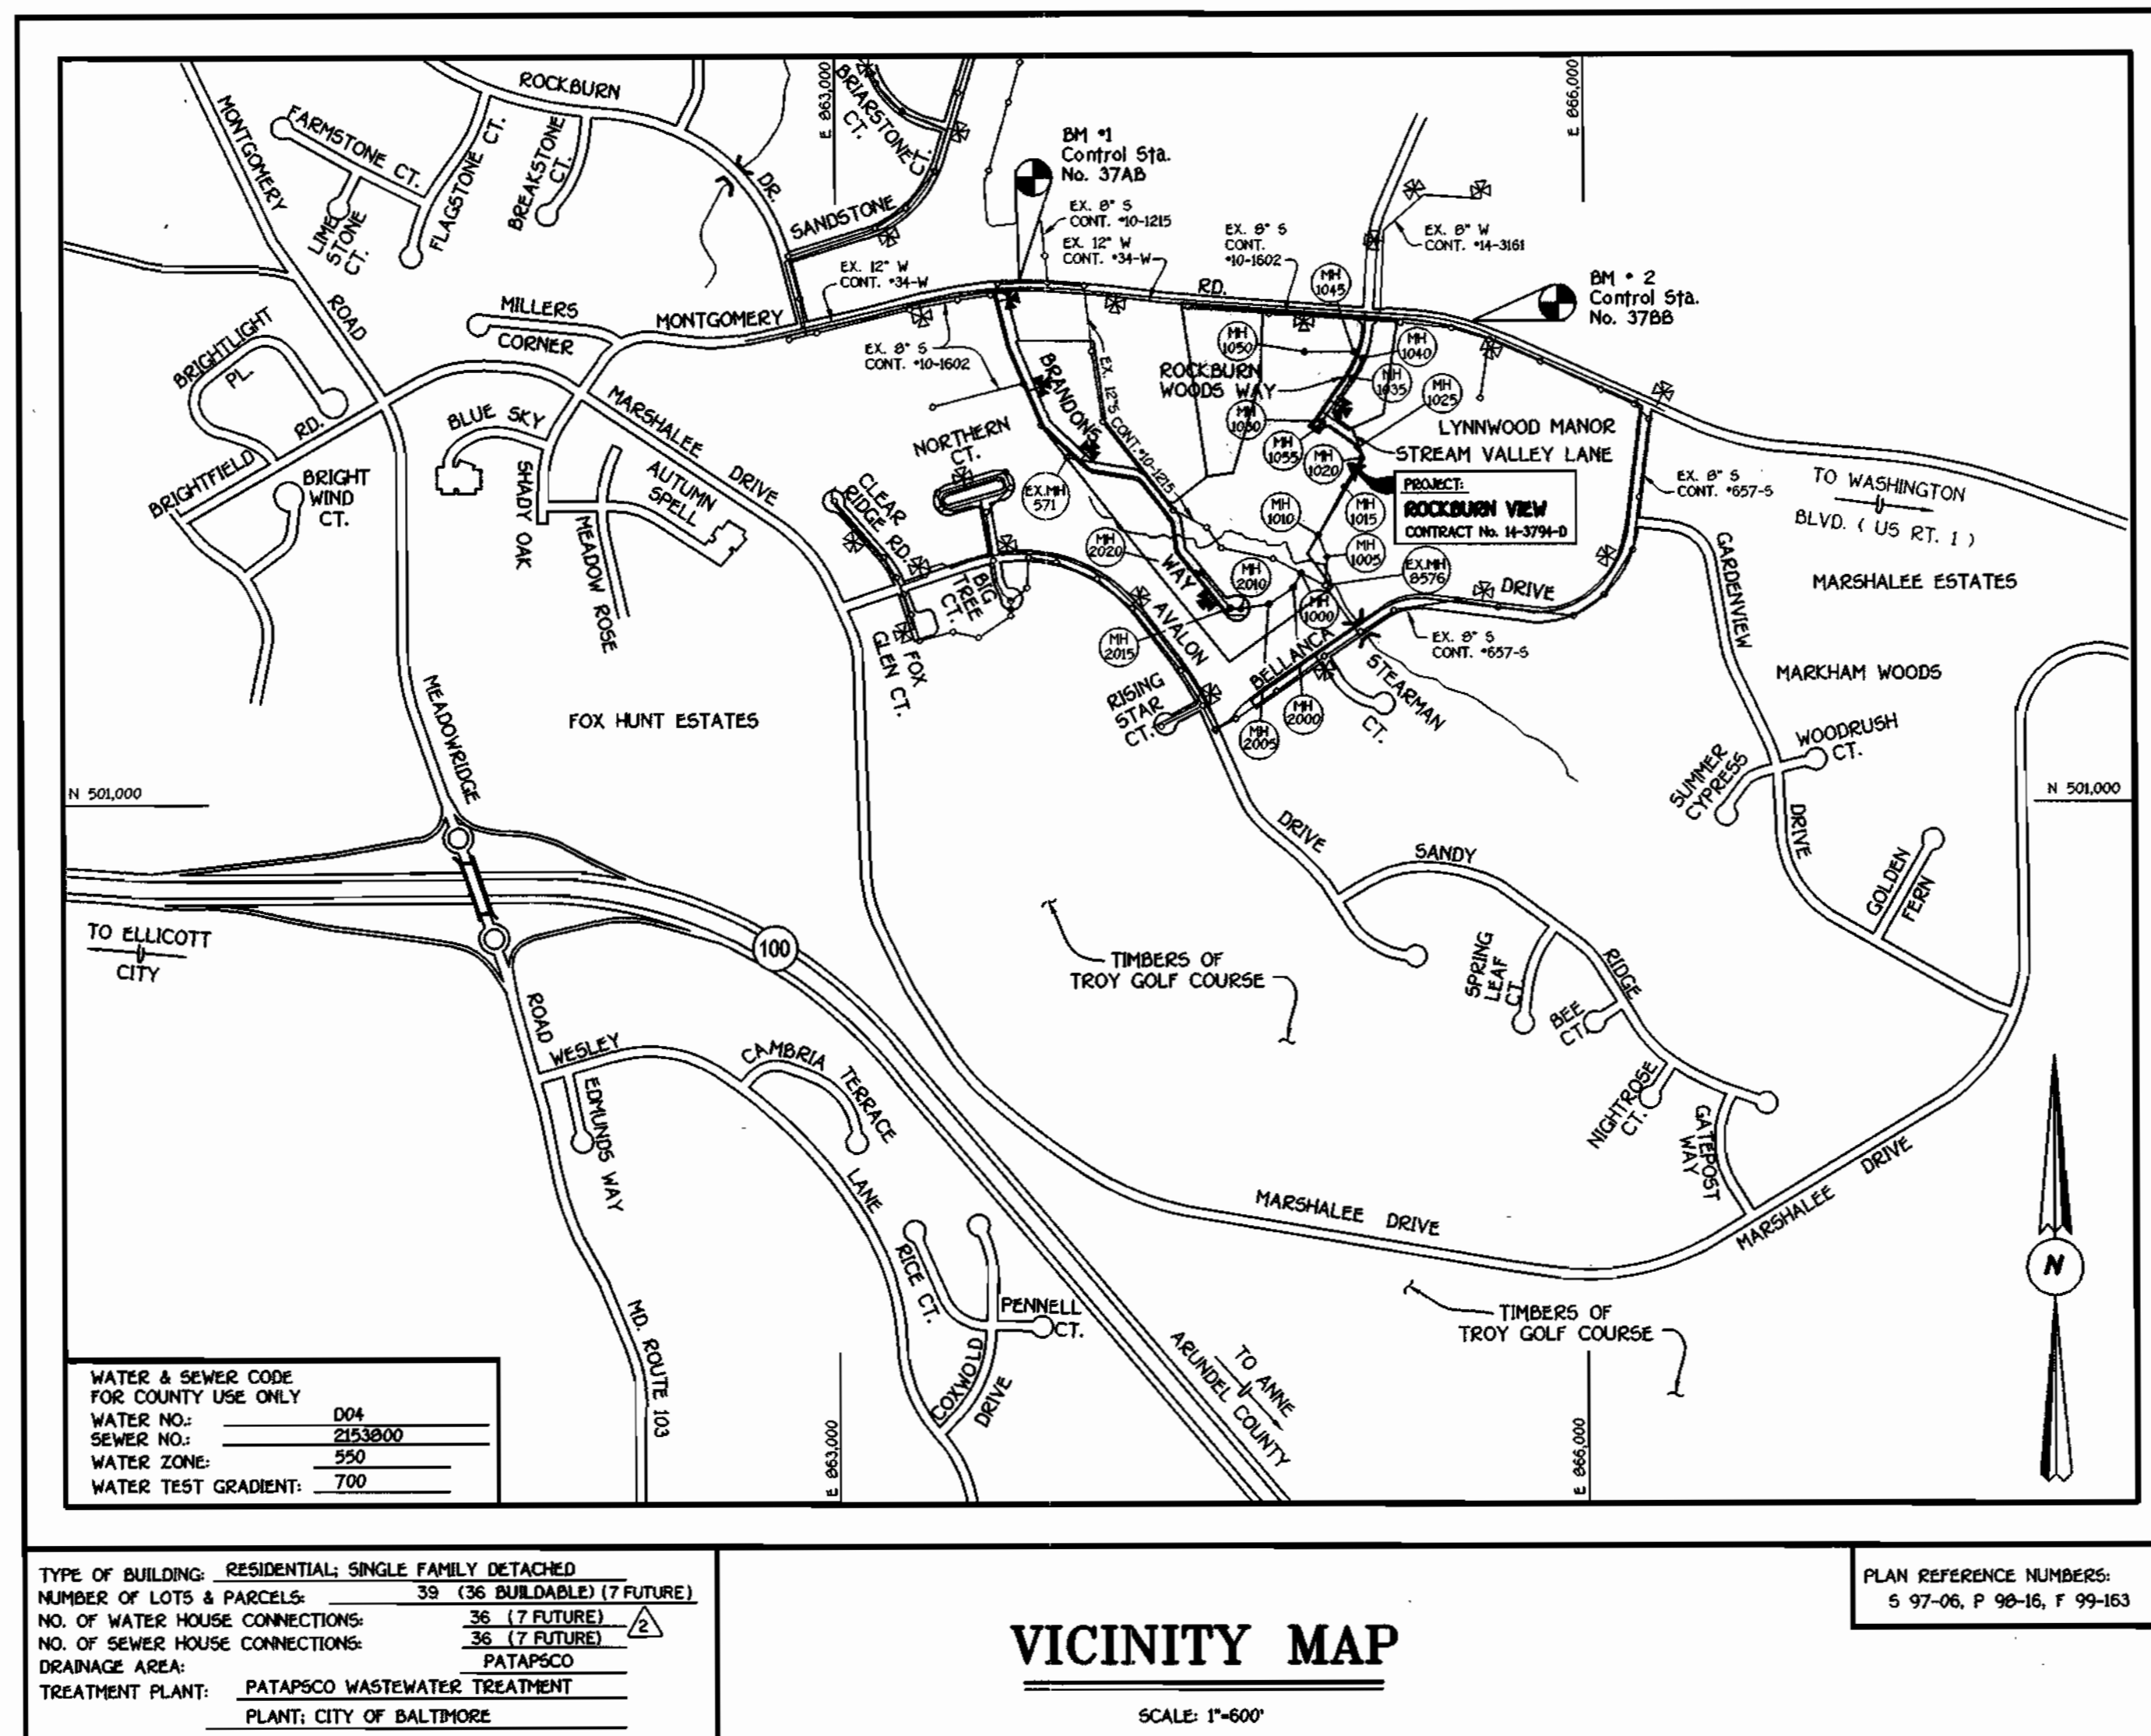 ROCKBURN
DR.
MONTGOMERY
ROAD
FARMSTONE CT.
LIME
STONE
CT.
FLAGSTONE CT.
BREAKSTONE
CT.
E 863,000
BRIARSTONE
CT.
CT.
SANDSTONE
BM #1
Control Sta.
No. 37AB
EX. 8" S
CONT. #10-1215
EX. 12" W
CONT. #34-W
EX. 12" W
CONT. #34-W
EX. 8" S
CONT.
#10-1602
MH
1045
EX. 8" W
CONT. #14-3161
E 866,000
BM # 2
Control Sta.
No. 37BB
MILLERS
CORNER
MONTGOMERY
RD.
EX. 8" S
CONT. #10-1602
BRIGHTLIGHT
PL.
BRIGHTFIELD
RD.
BRIGHT
WIND
CT.
BLUE SKY
SHADY OAK
MARSHALEE
DRIVE
AUTUMN
SPELL
MEADOW ROSE
NORTHERN
CT.
CLEAR
RIDGE RD.
BIG
TREE
CT.
FOX
GLEN CT.
BRANDONS
WAY
EX. 12"S CONT. #10-1215
EX.MH
571
MH
1050
MH
1040
ROCKBURN
WOODS WAY
MH
1035
MH
1025
MH
1030
MH
1055
MH
1020
LYNNWOOD MANOR
STREAM VALLEY LANE
PROJECT:
ROCKBURN VIEW
CONTRACT No. 14-3794-D
MH
1010
MH
1015
MH
1005
EX.MH
8576
MH
2020
MH
2010
MH
1000
MH
2015
MH
2005
MH
2000
AVALON
DRIVE
BELLANCA
DRIVE
EX. 8" S
CONT. #657-S
EX. 8" S
CONT. #657-S
STEARMAN
CT.
RISING
STAR
CT.
TO WASHINGTON
BLVD. ( US RT. 1 )
GARDENVIEW
DRIVE
MARSHALEE ESTATES
MARKHAM WOODS
WOODRUSH
CT.
SUMMER
CYPRESS
GOLDEN
FERN
N 501,000
N 501,000
FOX HUNT ESTATES
MEADOWRIDGE
ROAD
TO ELLICOTT
CITY
100
TIMBERS OF
TROY GOLF COURSE
SANDY
RIDGE
SPRING
LEAF
CT.
BEE
CT.
NIGHTROSE
CT.
GATEPOST
WAY
MARSHALEE DRIVE
MARSHALEE DRIVE
WESLEY
LANE
EDMUNDS WAY
CAMBRIA
TERRACE
RICE CT.
PENNELL
CT.
COXWOLD
DRIVE
MD. ROUTE 103
TO ANNE
ARUNDEL COUNTY
TIMBERS OF
TROY GOLF COURSE
N
E 863,000
E 866,000
WATER & SEWER CODE
FOR COUNTY USE ONLY
WATER NO.: D04
SEWER NO.: 2153800
WATER ZONE: 550
WATER TEST GRADIENT: 700
TYPE OF BUILDING: RESIDENTIAL; SINGLE FAMILY DETACHED
NUMBER OF LOTS & PARCELS: 39 (36 BUILDABLE) (7 FUTURE)
NO. OF WATER HOUSE CONNECTIONS: 36 (7 FUTURE)
NO. OF SEWER HOUSE CONNECTIONS: 36 (7 FUTURE)
2
DRAINAGE AREA: PATAPSCO
TREATMENT PLANT: PATAPSCO WASTEWATER TREATMENT
PLANT; CITY OF BALTIMORE
VICINITY MAP
SCALE: 1"=600'
PLAN REFERENCE NUMBERS:
S 97-06, P 98-16, F 99-163